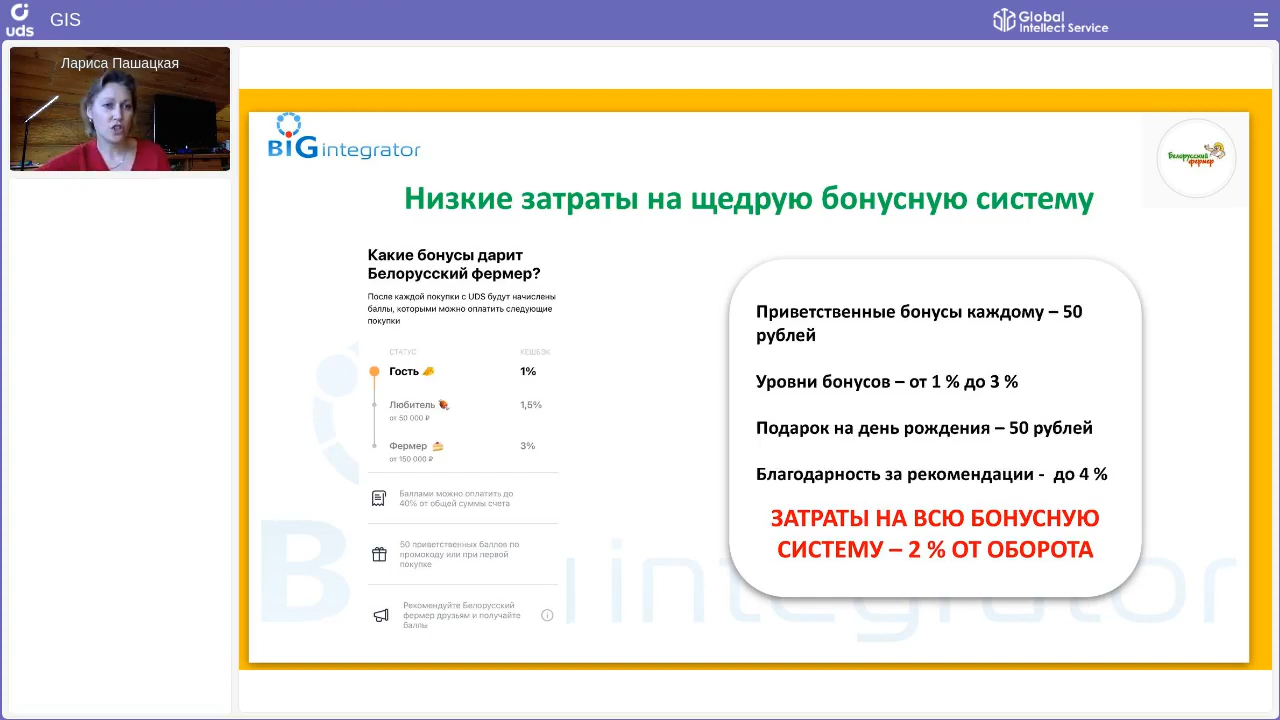 uds
GIS
Global
Intellect Service
Лариса Пашацкая
BiGintegrator
Белорусский
фермер
Низкие затраты на щедрую бонусную систему
Какие бонусы дарит
Белорусский фермер?
После каждой покупки с UDS будут начислены
баллы, которыми можно оплатить следующие
покупки
СТАТУС КЕШБЭК
Гость 1%
Любитель 1,5%
от 50 000 ₽
Фермер 3%
от 150 000 ₽
Баллами можно оплатить до
40% от общей суммы счета
50 приветственных баллов по
промокоду или при первой
покупке
Рекомендуйте Белорусский
фермер друзьям и получайте
баллы
Приветственные бонусы каждому – 50
рублей
Уровни бонусов – от 1 % до 3 %
Подарок на день рождения – 50 рублей
Благодарность за рекомендации - до 4 %
ЗАТРАТЫ НА ВСЮ БОНУСНУЮ
СИСТЕМУ – 2 % ОТ ОБОРОТА